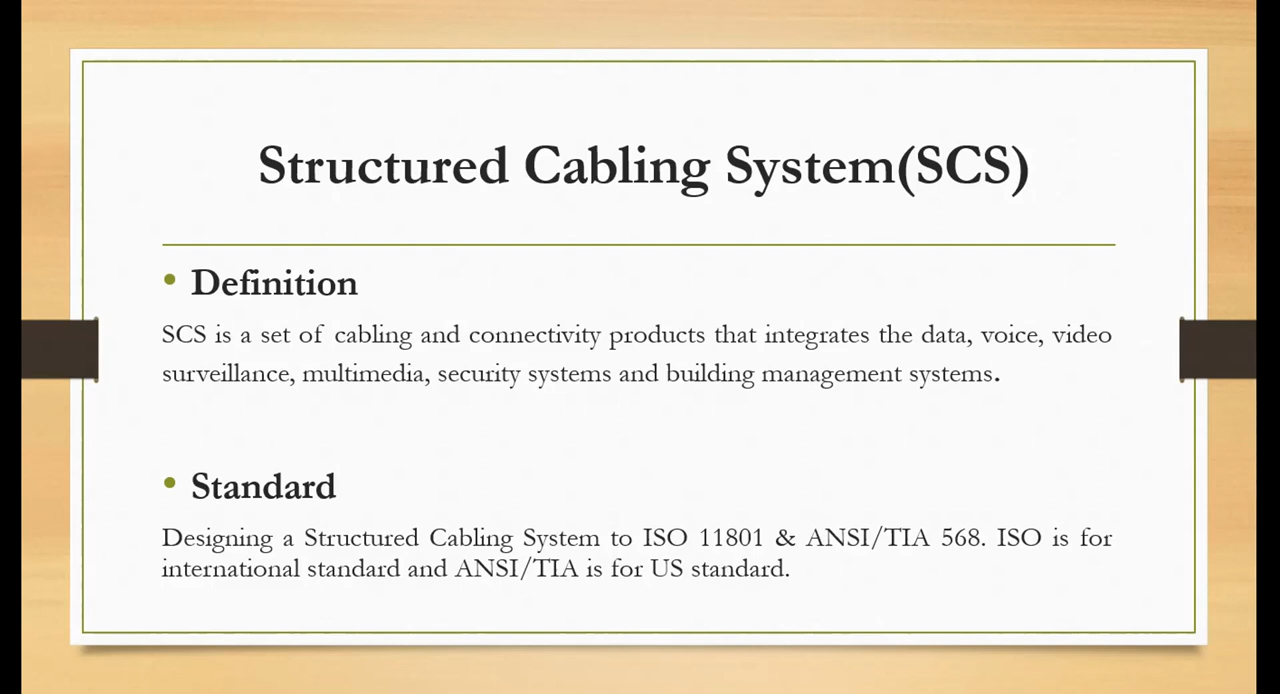 Structured Cabling System(SCS)
• Definition
SCS is a set of cabling and connectivity products that integrates the data, voice, video
surveillance, multimedia, security systems and building management systems.
• Standard
Designing a Structured Cabling System to ISO 11801 & ANSI/TIA 568. ISO is for
international standard and ANSI/TIA is for US standard.